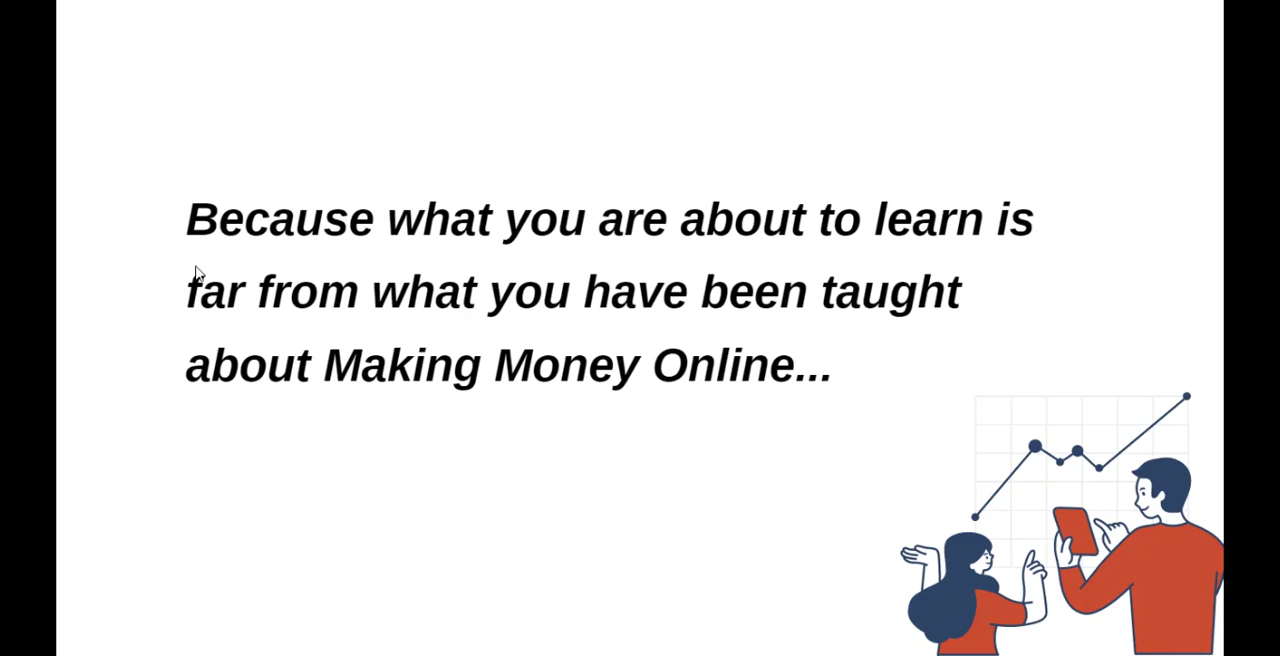 Because what you are about to learn is
far from what you have been taught
about Making Money Online...